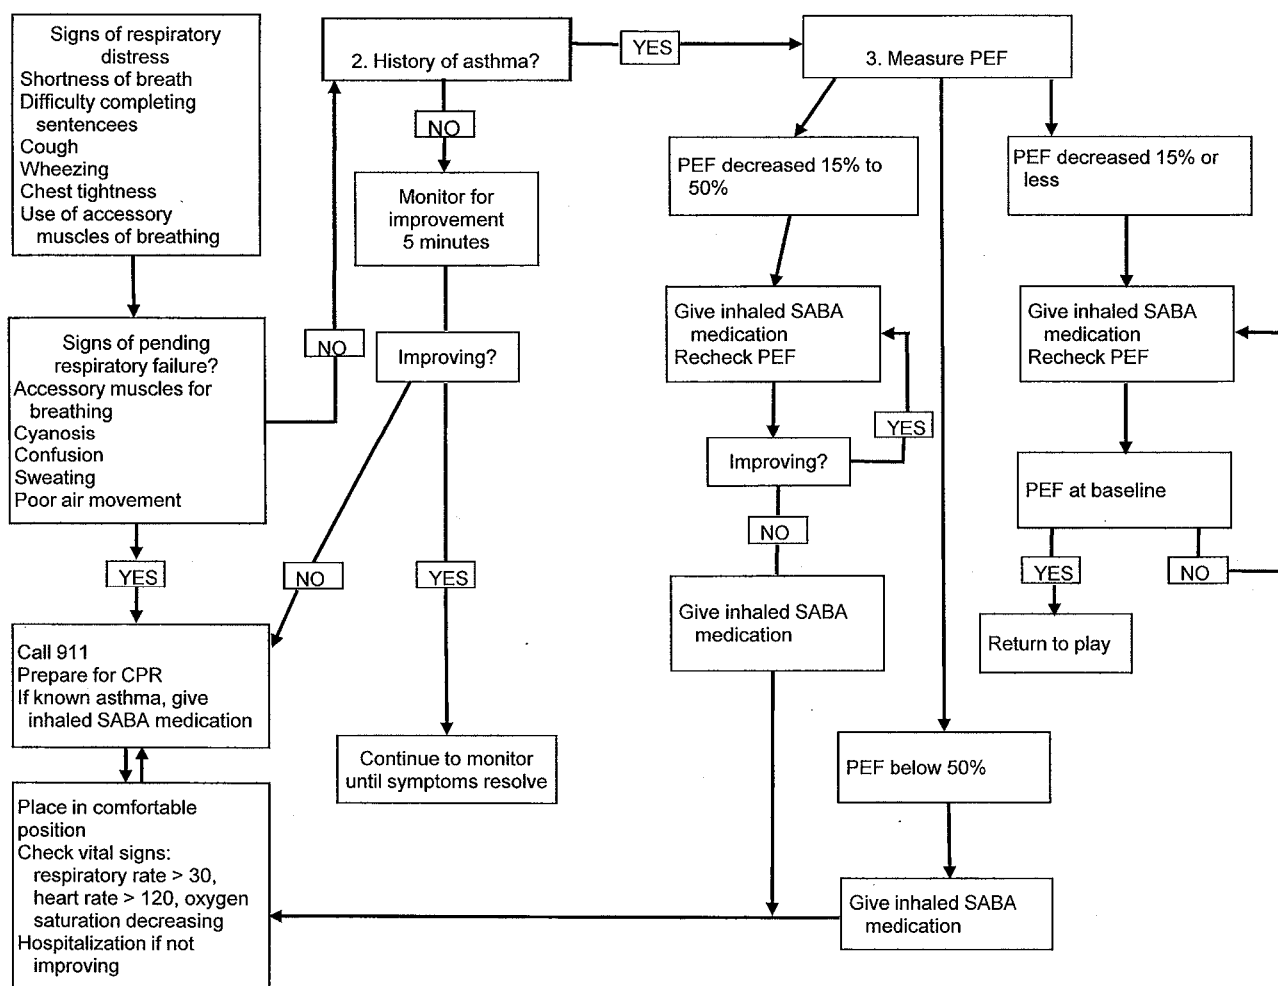 Signs of respiratory
distress
Shortness of breath
Difficulty completing
sentencees
Cough
Wheezing
Chest tightness
Use of accessory
muscles of breathing
Signs of pending
respiratory failure?
Accessory muscles for
breathing
Cyanosis
Confusion
Sweating
Poor air movement
NO
YES
Call 911
Prepare for CPR
If known asthma, give
inhaled SABA medication
Place in comfortable
position
Check vital signs:
respiratory rate > 30,
heart rate > 120, oxygen
saturation decreasing
Hospitalization if not
improving
2. History of asthma?
YES
NO
Monitor for
improvement
5 minutes
Improving?
NO
YES
Continue to monitor
until symptoms resolve
3. Measure PEF
PEF decreased 15% to
50%
Give inhaled SABA
medication
Recheck PEF
YES
Improving?
NO
Give inhaled SABA
medication
PEF below 50%
Give inhaled SABA
medication
PEF decreased 15% or
less
Give inhaled SABA
medication
Recheck PEF
PEF at baseline
YES
NO
Return to play